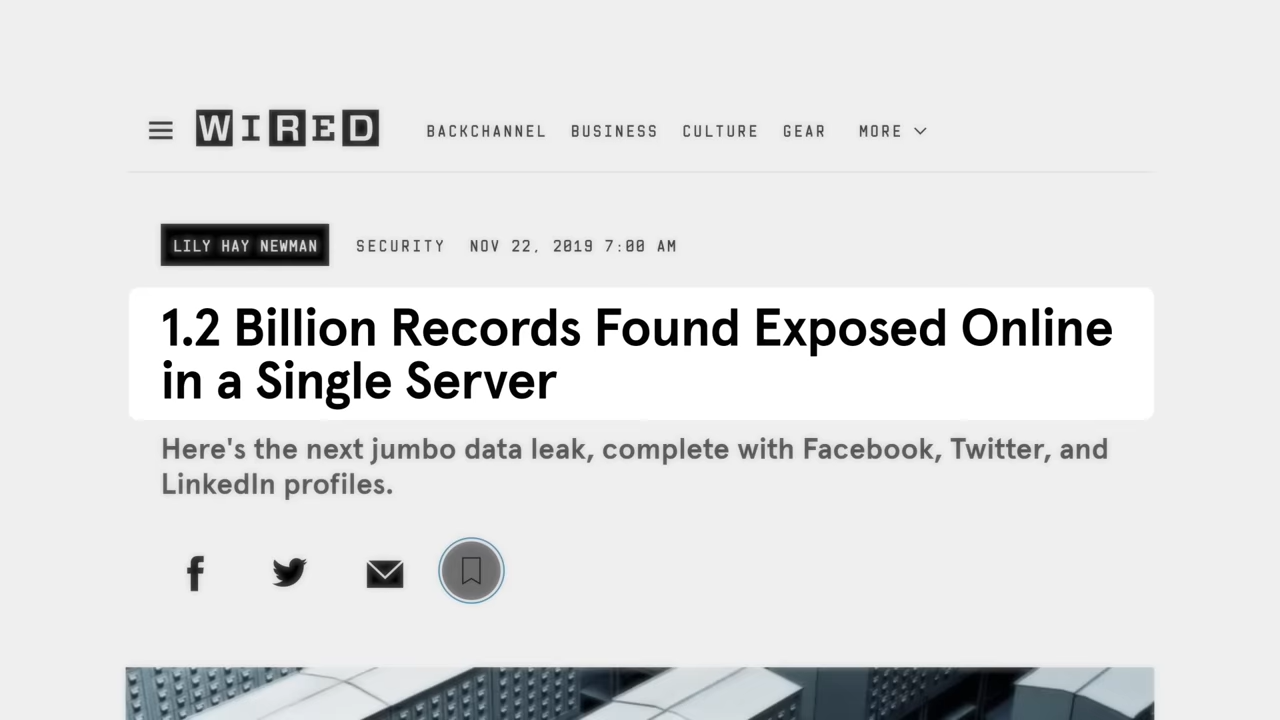 WIRED BACKCHANNEL BUSINESS CULTURE GEAR MORE
LILY HAY NEWMAN SECURITY NOV 22, 2019 7:00 AM
1.2 Billion Records Found Exposed Online
in a Single Server
Here's the next jumbo data leak, complete with Facebook, Twitter, and
LinkedIn profiles.